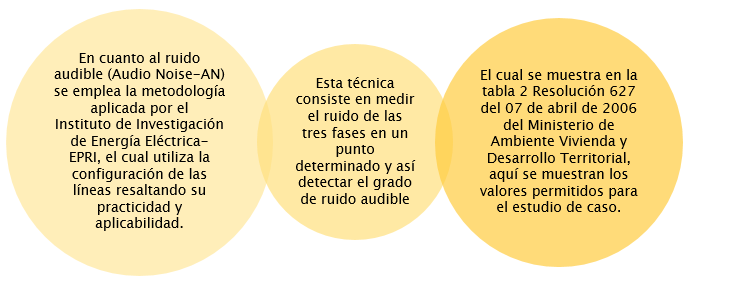 En cuanto al ruido
audible (Audio Noise-AN)
se emplea la metodología
aplicada por el
Instituto de Investigación
de Energía Eléctrica-
EPRI, el cual utiliza la
configuración de las
líneas resaltando su
practicidad y
aplicabilidad.
Esta técnica
consiste en medir
el ruido de las
tres fases en un
punto
determinado y así
detectar el grado
de ruido audible
El cual se muestra en la
tabla 2 Resolución 627
del 07 de abril de 2006
del Ministerio de
Ambiente Vivienda y
Desarrollo Territorial,
aquí se muestran los
valores permitidos para
el estudio de caso.